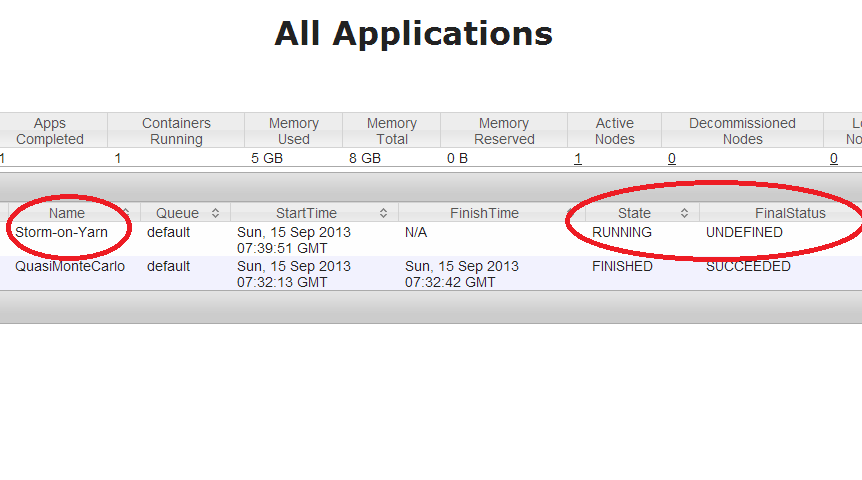 All Applications
Apps Completed Containers Running Memory Used Memory Total Memory Reserved Active Nodes Decommissioned Nodes
1 1 5 GB 8 GB 0 B 1 0 0
Name Queue StartTime FinishTime State FinalStatus
Storm-on-Yarn default Sun, 15 Sep 2013 N/A RUNNING UNDEFINED
07:39:51 GMT
QuasiMonteCarlo default Sun, 15 Sep 2013 Sun, 15 Sep 2013 FINISHED SUCCEEDED
07:32:13 GMT 07:32:42 GMT